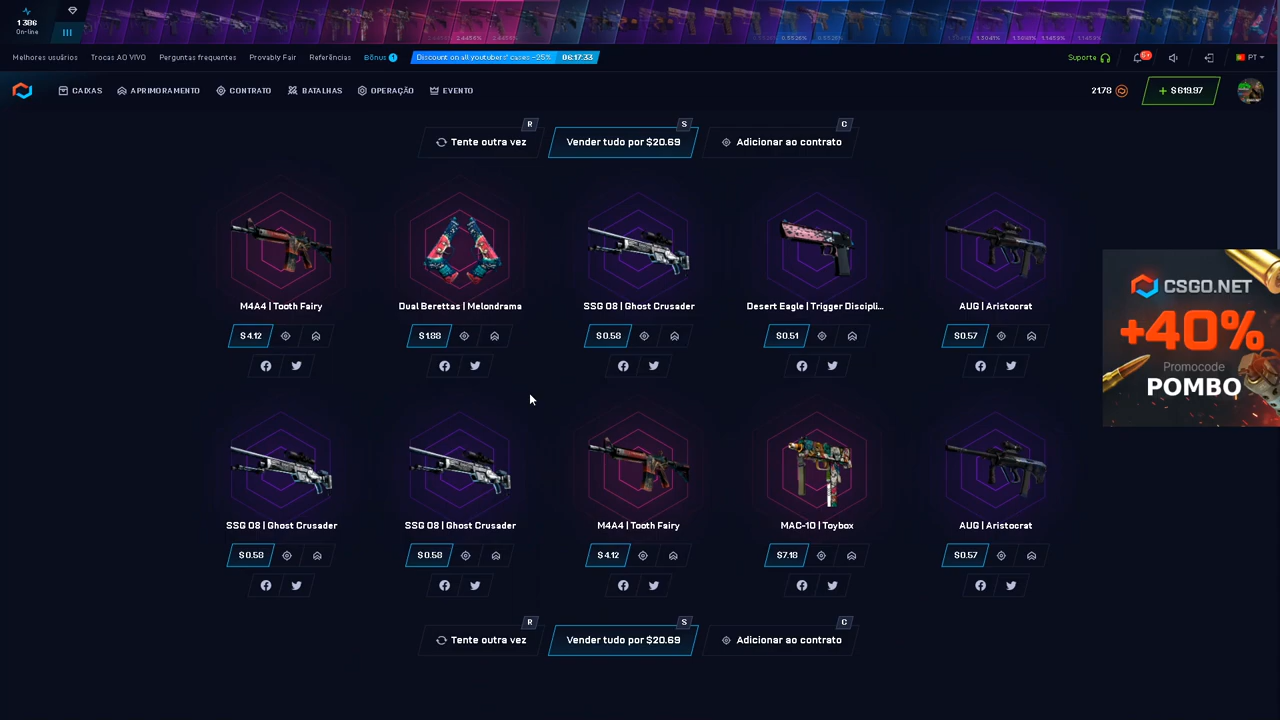 1 386
On-line
Melhores usuários Trocas AO VIVO Perguntas frequentes Provably Fair Referências Bônus Discount on all youtubers' cases -25% 06:17:33 Suporte PT
CAIXAS APRIMORAMENTO CONTRATO BATALHAS OPERAÇÃO EVENTO 2178 + $ 619.97
R S C
Tente outra vez Vender tudo por $20.69 Adicionar ao contrato
M4A4 | Tooth Fairy Dual Berettas | Melondrama SSG 08 | Ghost Crusader Desert Eagle | Trigger Discipli... AUG | Aristocrat
$ 4.12 $ 1.88 $ 0.58 $ 0.51 $ 0.57
CSGO.NET
+40%
Promocode
POMBO
SSG 08 | Ghost Crusader SSG 08 | Ghost Crusader M4A4 | Tooth Fairy MAC-10 | Toybox AUG | Aristocrat
$ 0.58 $ 0.58 $ 4.12 $ 7.18 $ 0.57
R S C
Tente outra vez Vender tudo por $20.69 Adicionar ao contrato